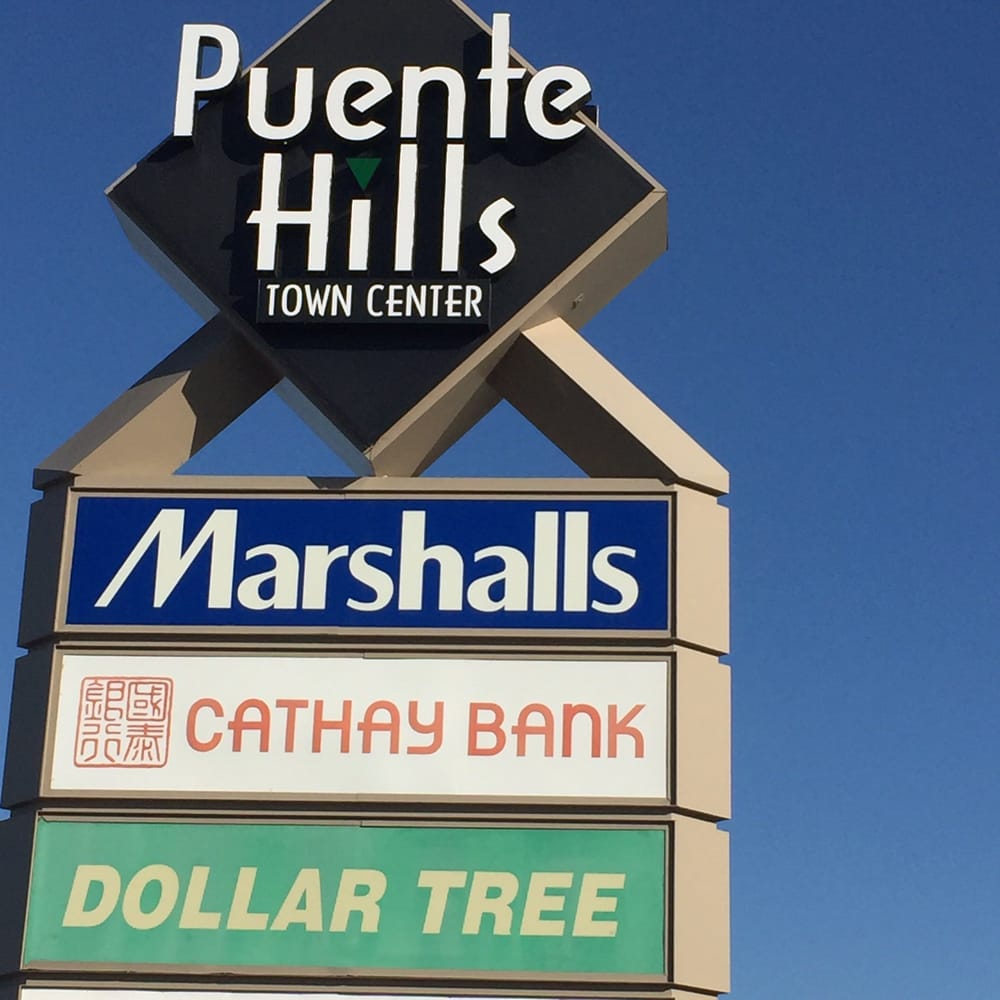 Puente
Hills
TOWN CENTER
Marshalls
國泰銀行
CATHAY BANK
DOLLAR TREE